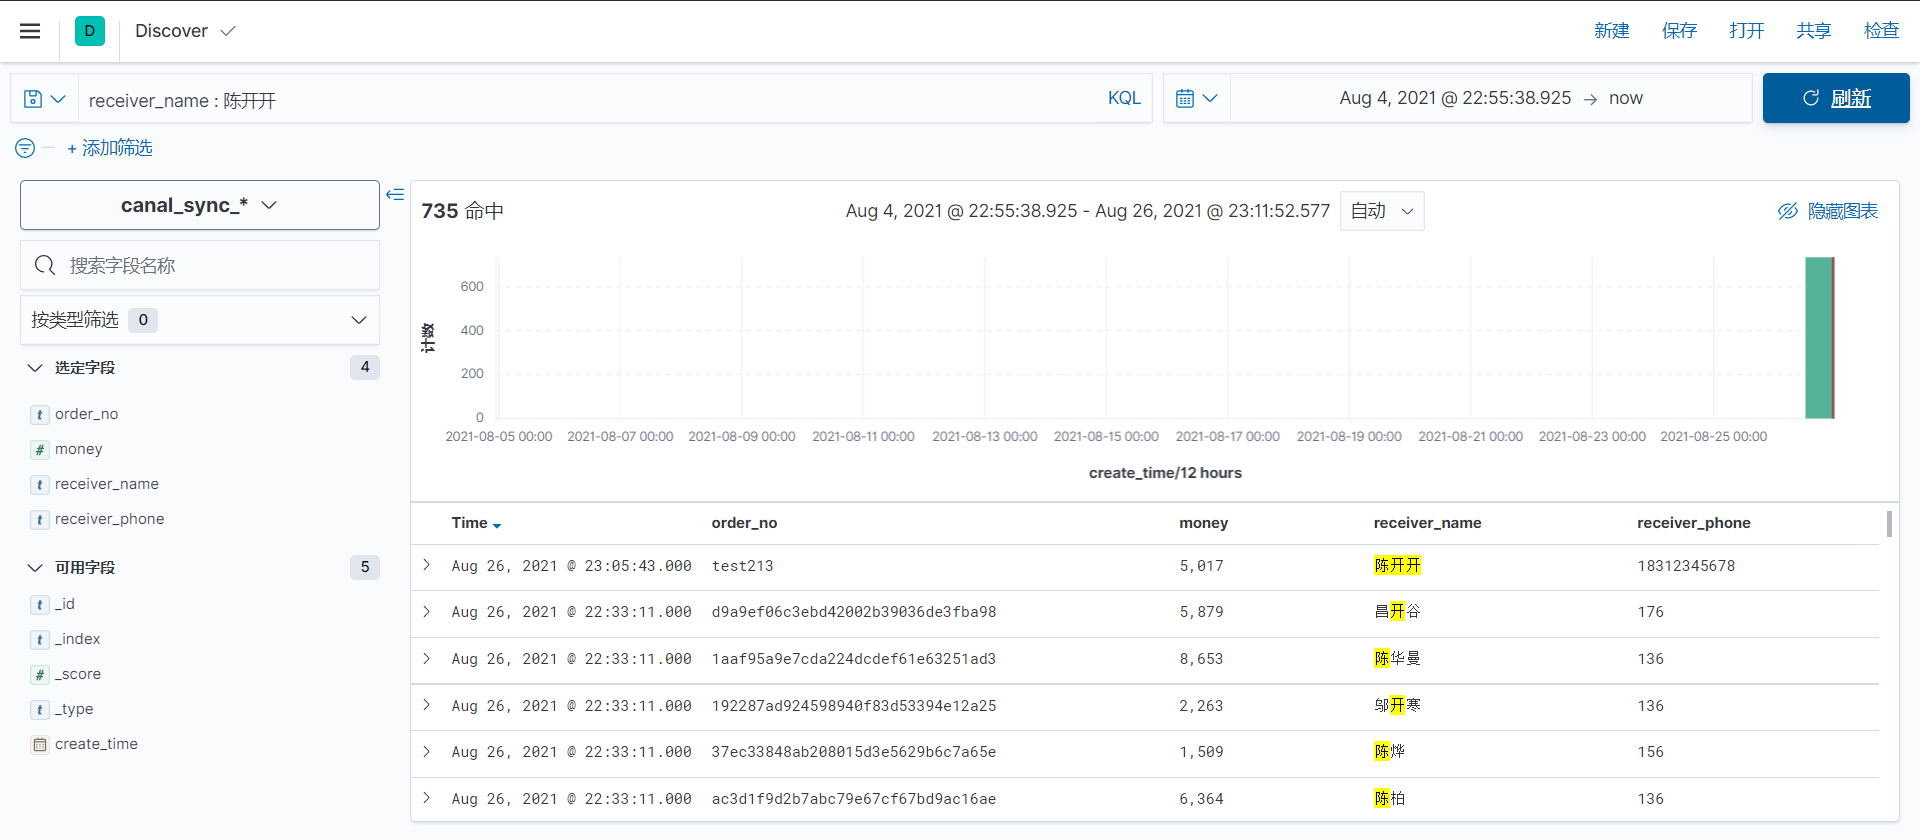 D Discover 新建 保存 打开 共享 检查
receiver_name : 陈开开 KQL Aug 4, 2021 @ 22:55:38.925 → now 刷新
+ 添加筛选
canal_sync_*
搜索字段名称
按类型筛选 0
选定字段 4
t order_no
# money
t receiver_name
t receiver_phone
可用字段 5
t _id
t _index
# _score
t _type
create_time
735 命中 Aug 4, 2021 @ 22:55:38.925 - Aug 26, 2021 @ 23:11:52.577 自动 隐藏图表
计数
600
400
200
0
2021-08-05 00:00 2021-08-07 00:00 2021-08-09 00:00 2021-08-11 00:00 2021-08-13 00:00 2021-08-15 00:00 2021-08-17 00:00 2021-08-19 00:00 2021-08-21 00:00 2021-08-23 00:00 2021-08-25 00:00
create_time/12 hours
Time order_no money receiver_name receiver_phone
Aug 26, 2021 @ 23:05:43.000 test213 5,017 陈开开 18312345678
Aug 26, 2021 @ 22:33:11.000 d9a9ef06c3ebd42002b39036de3fba98 5,879 昌开谷 176
Aug 26, 2021 @ 22:33:11.000 1aaf95a9e7cda224dcdef61e63251ad3 8,653 陈华曼 136
Aug 26, 2021 @ 22:33:11.000 192287ad924598940f83d53394e12a25 2,263 邬开寒 136
Aug 26, 2021 @ 22:33:11.000 37ec33848ab208015d3e5629b6c7a65e 1,509 陈烨 156
Aug 26, 2021 @ 22:33:11.000 ac3d1f9d2b7abc79e67cf67bd9ac16ae 6,364 陈柏 136